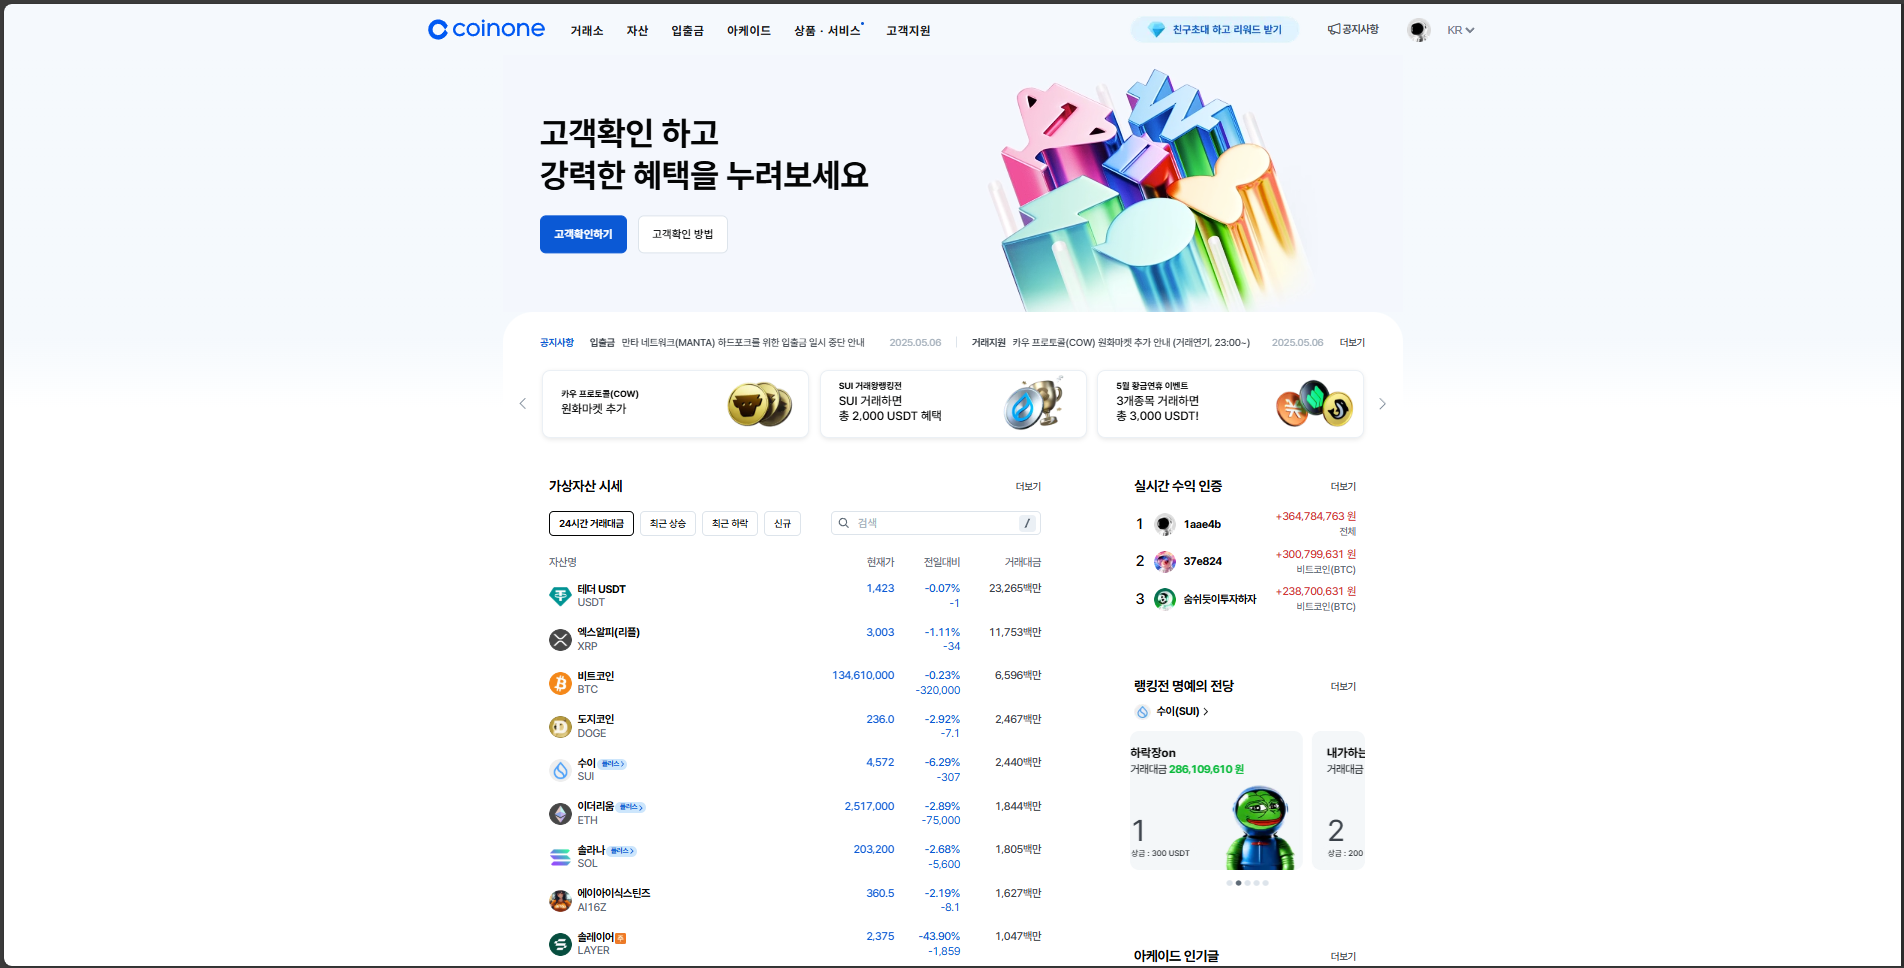 coinone 거래소 자산 입출금 아케이드 상품 · 서비스 고객지원 친구초대 하고 리워드 받기 공지사항 KR
고객확인 하고
강력한 혜택을 누려보세요
고객확인하기 고객확인 방법
공지사항 입출금 만타 네트워크(MANTA) 하드포크를 위한 입출금 일시 중단 안내 2025.05.06 거래지원 카우 프로토콜(COW) 원화마켓 추가 안내 (거래연기, 23:00~) 2025.05.06 더보기
카우 프로토콜(COW)
원화마켓 추가
SUI 거래왕랭킹전
SUI 거래하면
총 2,000 USDT 혜택
5월 황금연휴 이벤트
3개종목 거래하면
총 3,000 USDT!
가상자산 시세 더보기
24시간 거래대금 최근 상승 최근 하락 신규 검색 /
자산명 현재가 전일대비 거래대금
테더 USDT 1,423 -0.07% 23,265백만
USDT -1
엑스알피(리플) 3,003 -1.11% 11,753백만
XRP -34
비트코인 134,610,000 -0.23% 6,596백만
BTC -320,000
도지코인 236.0 -2.92% 2,467백만
DOGE -7.1
수이 플러스 4,572 -6.29% 2,440백만
SUI -307
이더리움 플러스 2,517,000 -2.89% 1,844백만
ETH -75,000
솔라나 플러스 203,200 -2.68% 1,805백만
SOL -5,600
에이아이식스틴즈 360.5 -2.19% 1,627백만
AI16Z -8.1
솔레이어 주 2,375 -43.90% 1,047백만
LAYER -1,859
실시간 수익 인증 더보기
1 1aae4b +364,784,763 원
전체
2 37e824 +300,799,631 원
비트코인(BTC)
3 숨쉬듯이투자하자 +238,700,631 원
비트코인(BTC)
랭킹전 명예의 전당 더보기
수이(SUI)
하락장on
거래대금 286,109,610 원
1
상금 : 300 USDT
내가하는
거래대금
2
상금 : 200
아케이드 인기글 더보기